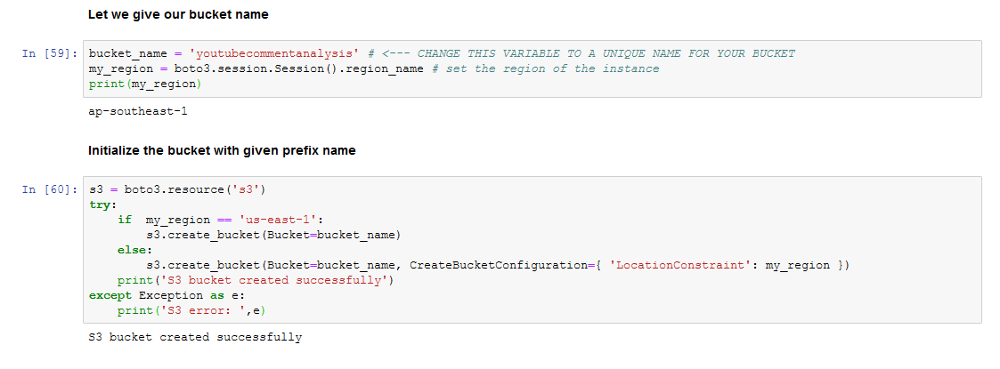 Let we give our bucket name
In [59]: bucket_name = 'youtubecommentanalysis' # <--- CHANGE THIS VARIABLE TO A UNIQUE NAME FOR YOUR BUCKET
my_region = boto3.session.Session().region_name # set the region of the instance
print(my_region)
ap-southeast-1
Initialize the bucket with given prefix name
In [60]: s3 = boto3.resource('s3')
try:
    if  my_region == 'us-east-1':
        s3.create_bucket(Bucket=bucket_name)
    else:
        s3.create_bucket(Bucket=bucket_name, CreateBucketConfiguration={ 'LocationConstraint': my_region })
    print('S3 bucket created successfully')
except Exception as e:
    print('S3 error: ',e)
S3 bucket created successfully